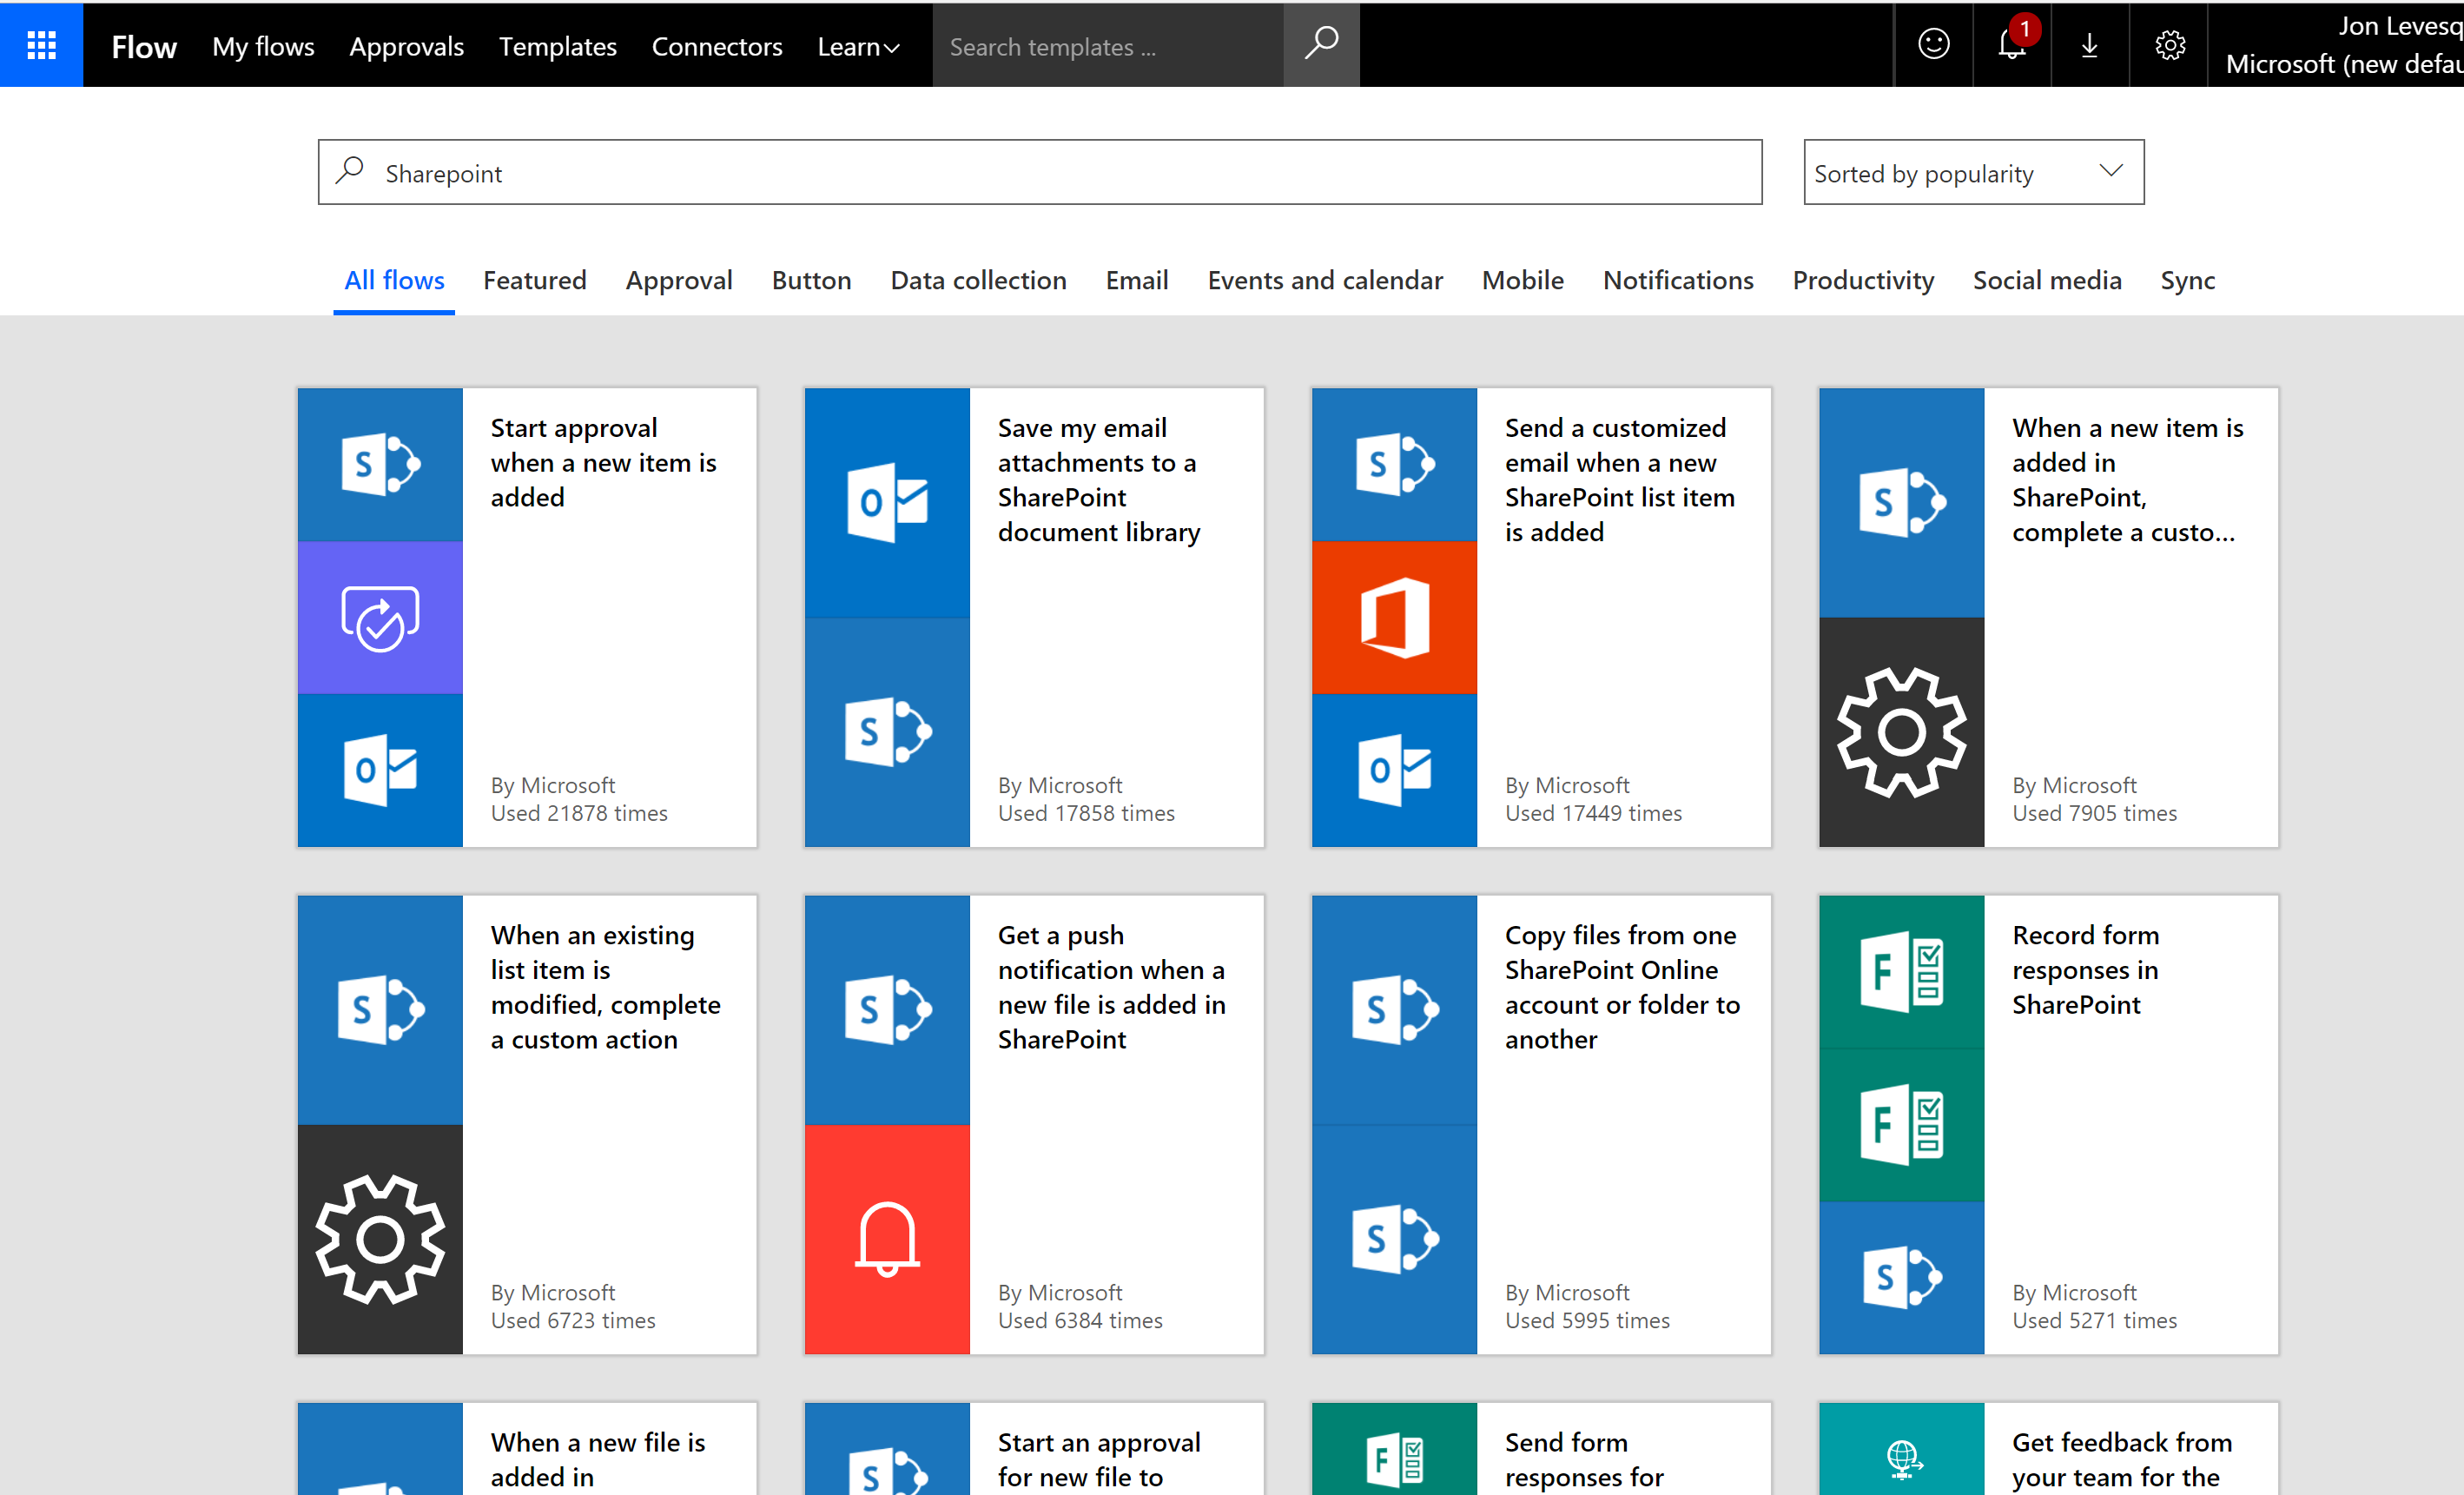 Flow My flows Approvals Templates Connectors Learn Search templates ... 1 Jon Levesq
Microsoft (new defau
Sharepoint Sorted by popularity
All flows Featured Approval Button Data collection Email Events and calendar Mobile Notifications Productivity Social media Sync
Start approval
when a new item is
added
By Microsoft
Used 21878 times
Save my email
attachments to a
SharePoint
document library
By Microsoft
Used 17858 times
Send a customized
email when a new
SharePoint list item
is added
By Microsoft
Used 17449 times
When a new item is
added in
SharePoint,
complete a custo...
By Microsoft
Used 7905 times
When an existing
list item is
modified, complete
a custom action
By Microsoft
Used 6723 times
Get a push
notification when a
new file is added in
SharePoint
By Microsoft
Used 6384 times
Copy files from one
SharePoint Online
account or folder to
another
By Microsoft
Used 5995 times
Record form
responses in
SharePoint
By Microsoft
Used 5271 times
When a new file is
added in
Start an approval
for new file to
Send form
responses for
Get feedback from
your team for the